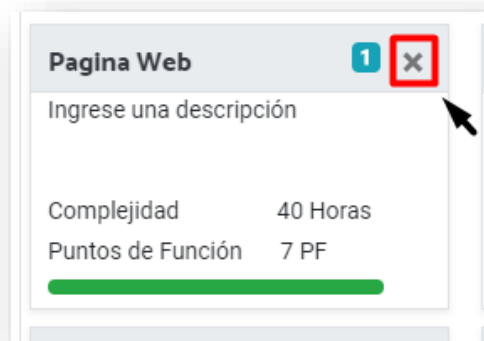 Pagina Web 1
Ingrese una descripción
Complejidad 40 Horas
Puntos de Función 7 PF